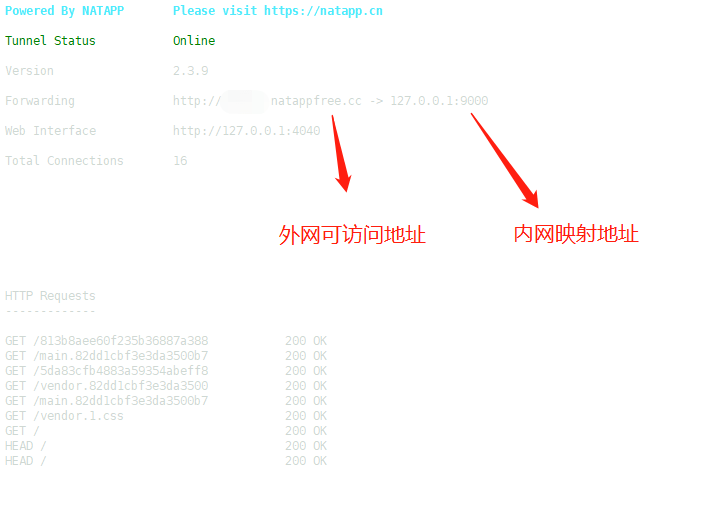 Powered By NATAPP Please visit https://natapp.cn
Tunnel Status Online
Version 2.3.9
Forwarding http:// natappfree.cc -> 127.0.0.1:9000
Web Interface http://127.0.0.1:4040
Total Connections 16
外网可访问地址 内网映射地址
HTTP Requests
-------------
GET /813b8aee60f235b36887a388 200 OK
GET /main.82dd1cbf3e3da3500b7 200 OK
GET /5da83cfb4883a59354abeff8 200 OK
GET /vendor.82dd1cbf3e3da3500 200 OK
GET /main.82dd1cbf3e3da3500b7 200 OK
GET /vendor.1.css 200 OK
GET / 200 OK
HEAD / 200 OK
HEAD / 200 OK